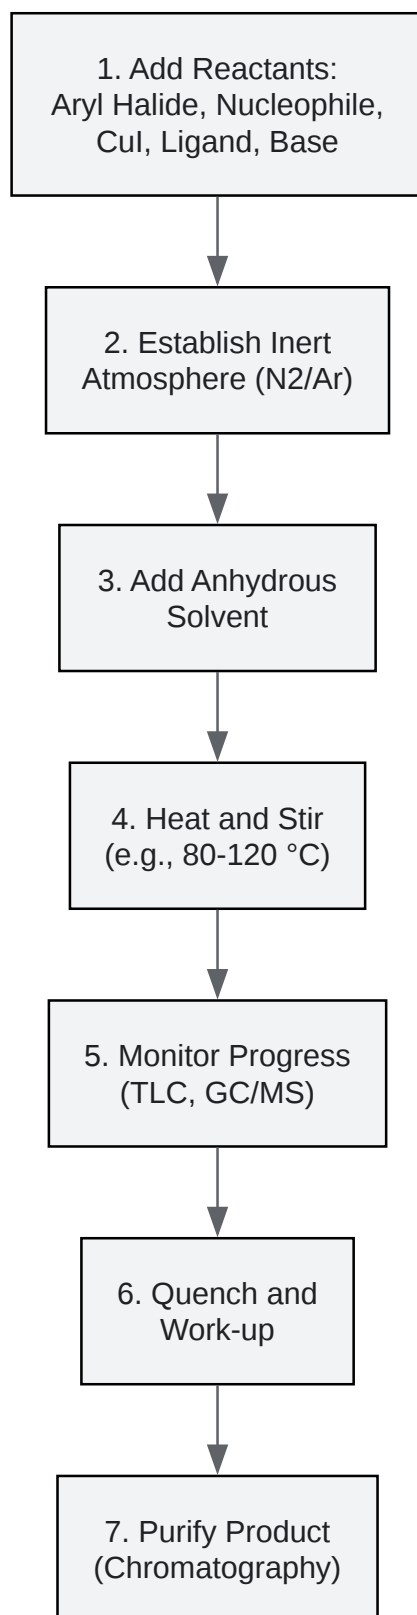 1. Add Reactants:
Aryl Halide, Nucleophile,
CuI, Ligand, Base
2. Establish Inert
Atmosphere (N2/Ar)
3. Add Anhydrous
Solvent
4. Heat and Stir
(e.g., 80-120 °C)
5. Monitor Progress
(TLC, GC/MS)
6. Quench and
Work-up
7. Purify Product
(Chromatography)